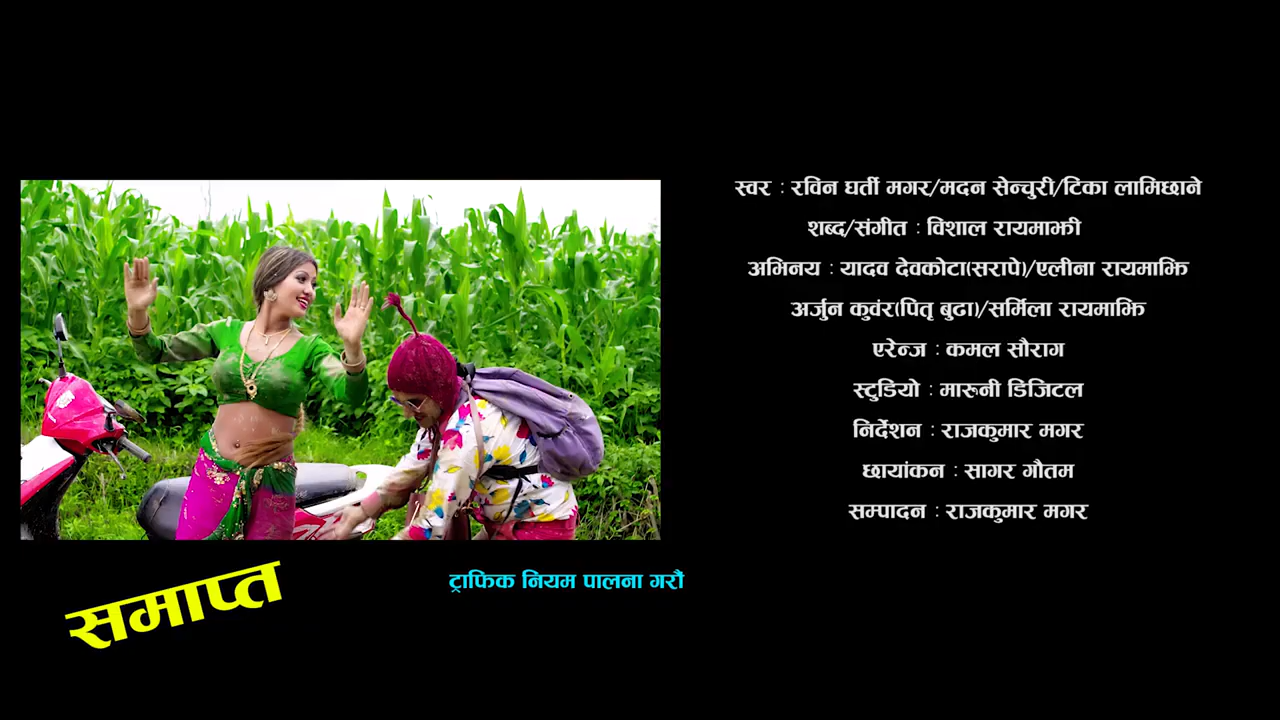 स्वर : रविन घर्ती मगर/मदन सेन्चुरी/टिका लामिछाने
शब्द/संगीत : विशाल रायमाझी
अभिनय : यादव देवकोटा(सरापे)/एलीना रायमाझि
अर्जुन कुवंर(पितृ बुढा)/सर्मिला रायमाझि
एरेन्ज : कमल सौराग
स्टुडियो : मारुनी डिजिटल
निर्देशन : राजकुमार मगर
छायांकन : सागर गौतम
सम्पादन : राजकुमार मगर
ट्राफिक नियम पालना गरौं
समाप्त